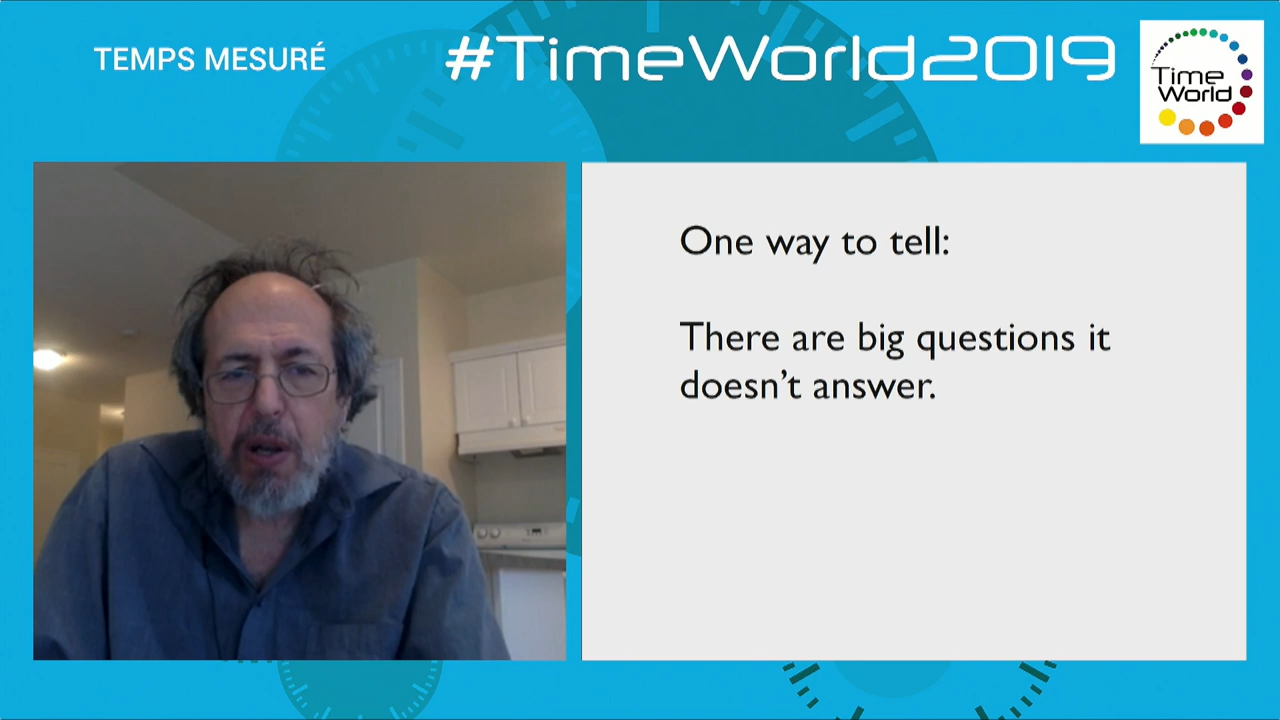 TEMPS MESURÉ
#TimeWorld2019
Time
World
One way to tell:
There are big questions it
doesn't answer.